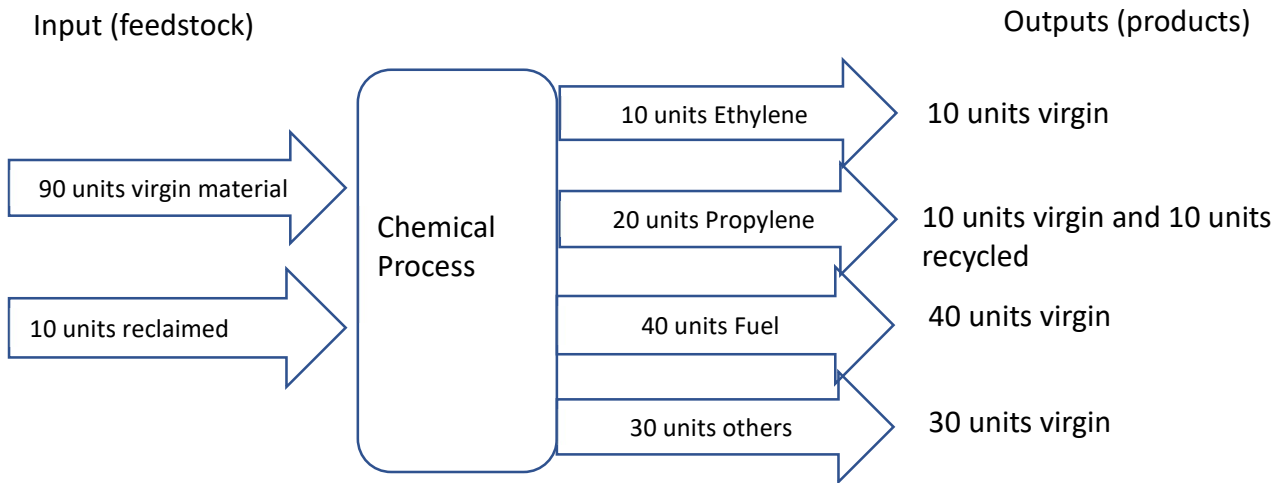 Input (feedstock)
Outputs (products)
90 units virgin material
10 units reclaimed
Chemical
Process
10 units Ethylene
10 units virgin
20 units Propylene
10 units virgin and 10 units
recycled
40 units Fuel
40 units virgin
30 units others
30 units virgin